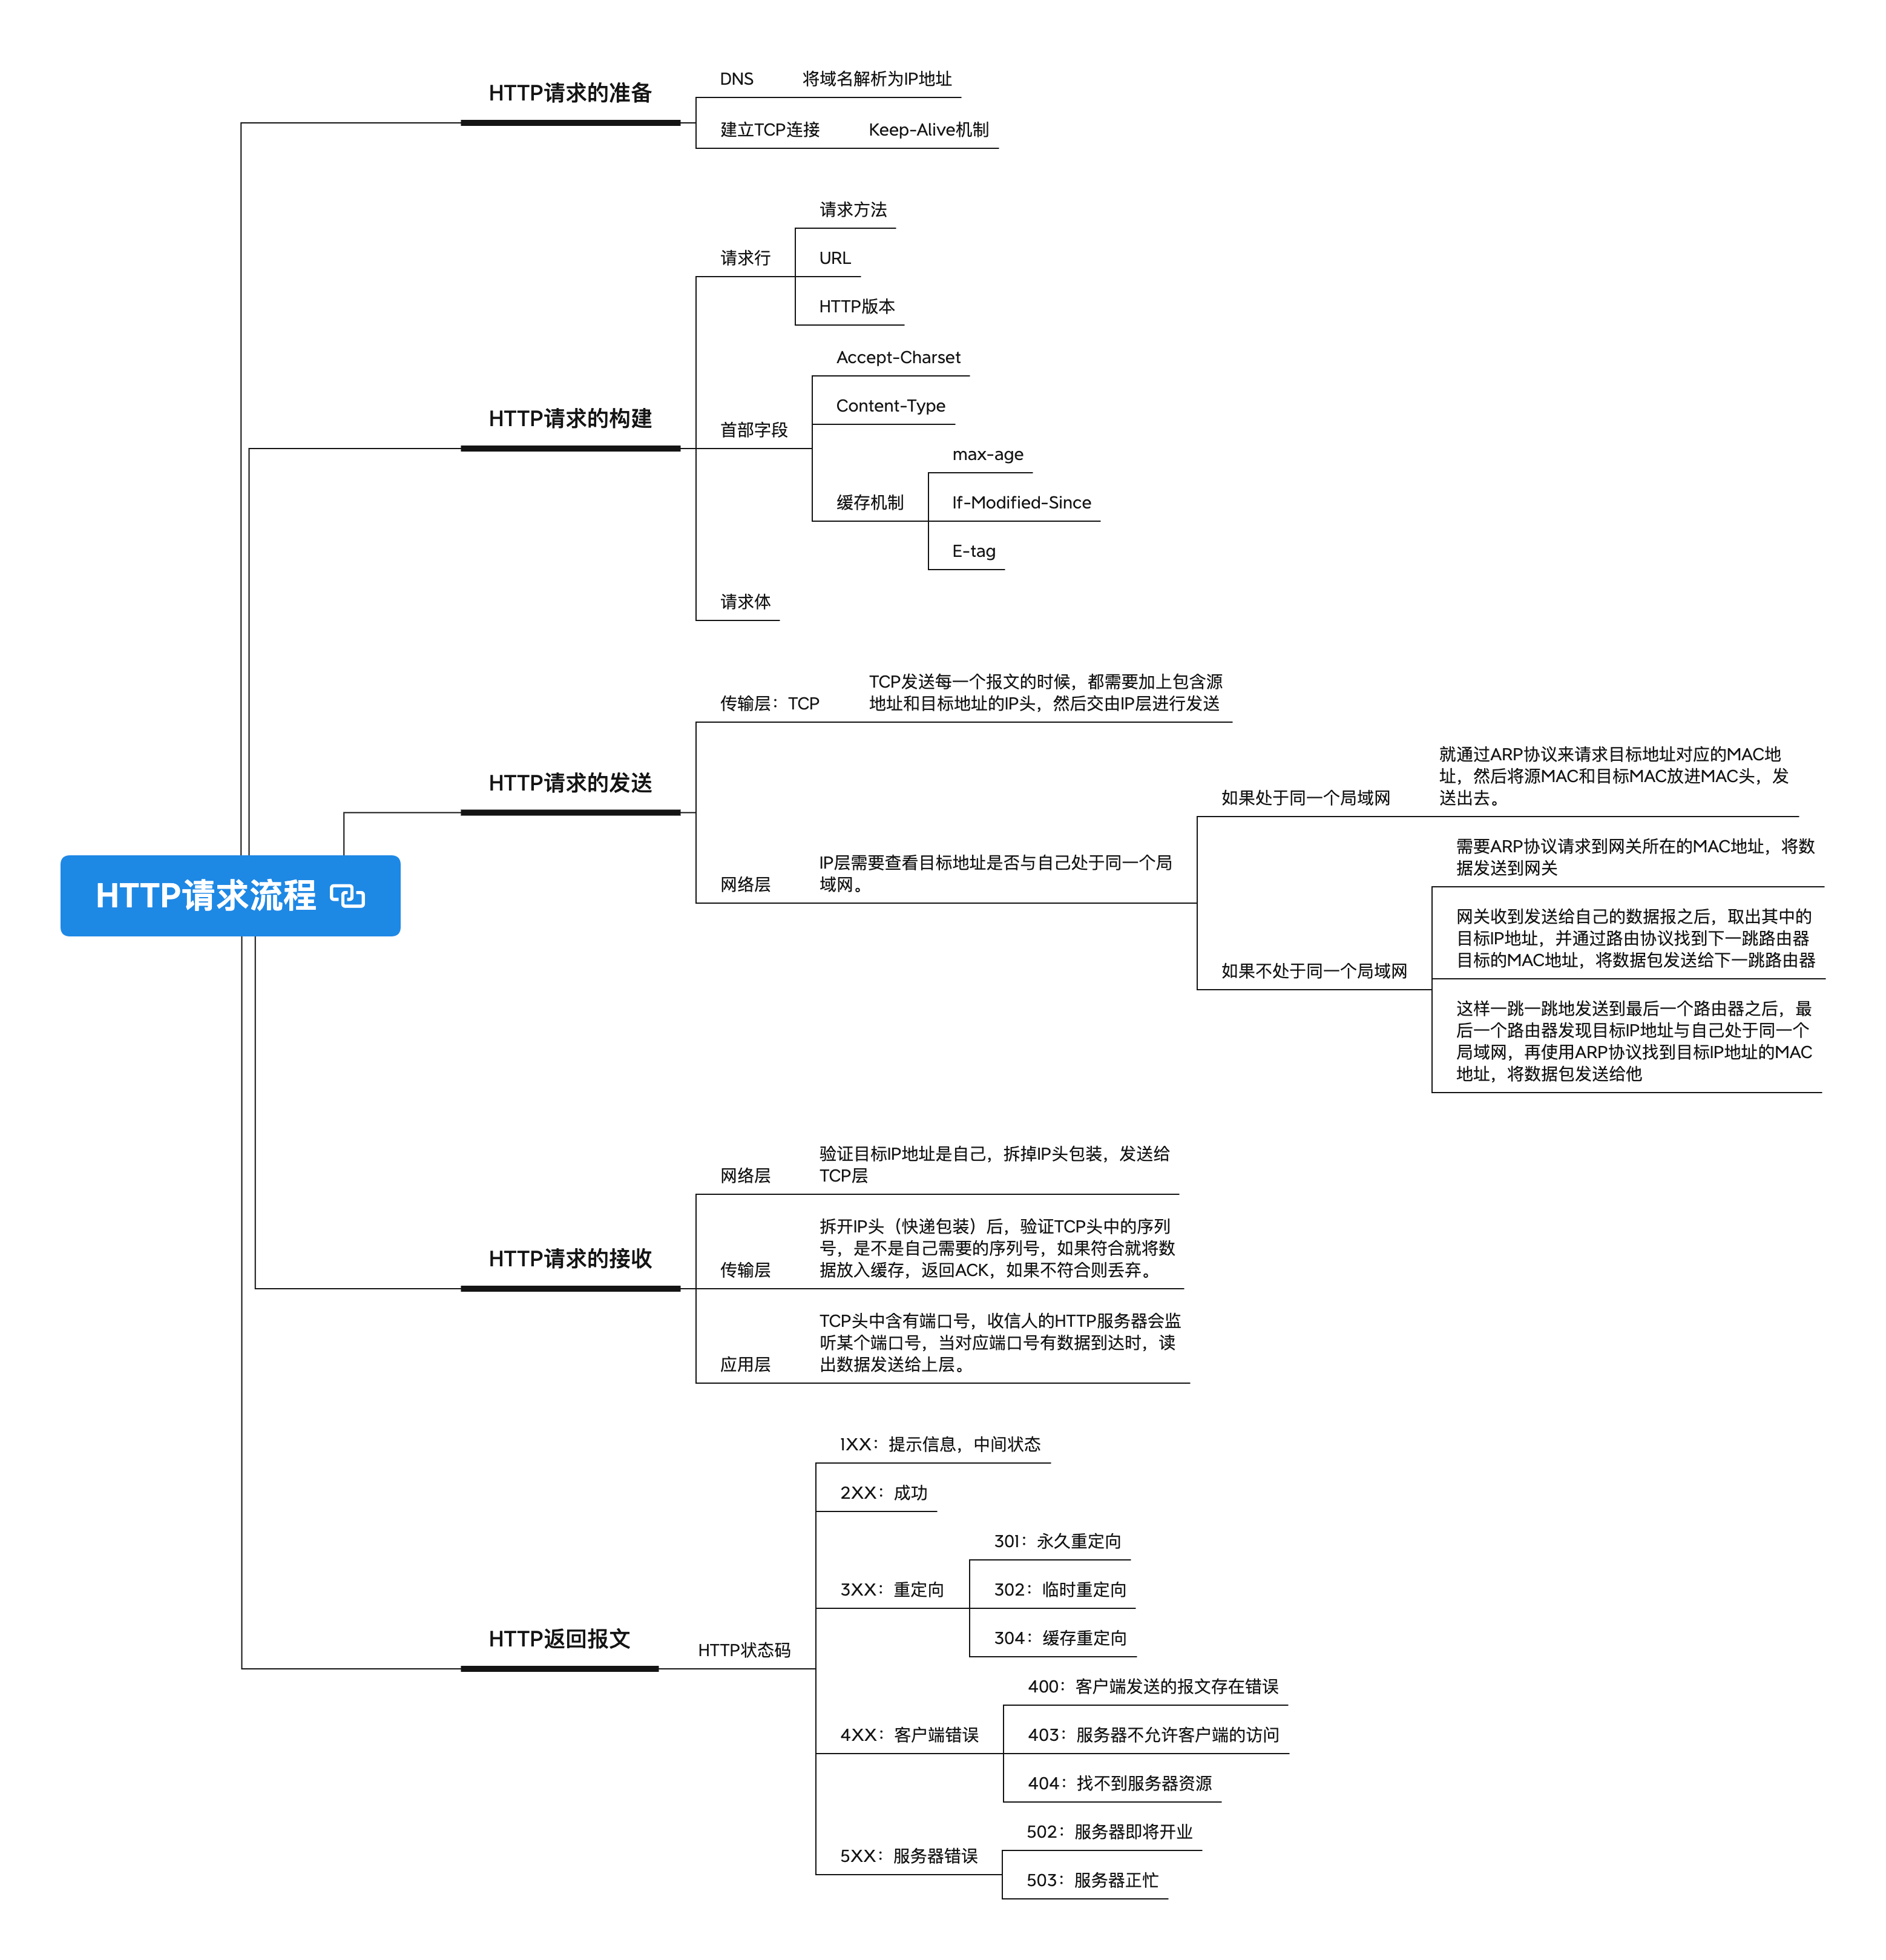 HTTP请求流程
HTTP请求的准备
DNS
将域名解析为IP地址
建立TCP连接
Keep-Alive机制
HTTP请求的构建
请求行
请求方法
URL
HTTP版本
首部字段
Accept-Charset
Content-Type
缓存机制
max-age
If-Modified-Since
E-tag
请求体
HTTP请求的发送
传输层：TCP
TCP发送每一个报文的时候，都需要加上包含源
地址和目标地址的IP头，然后交由IP层进行发送
网络层
IP层需要查看目标地址是否与自己处于同一个局
域网。
如果处于同一个局域网
就通过ARP协议来请求目标地址对应的MAC地
址，然后将源MAC和目标MAC放进MAC头，发
送出去。
如果不处于同一个局域网
需要ARP协议请求到网关所在的MAC地址，将数
据发送到网关
网关收到发送给自己的数据报之后，取出其中的
目标IP地址，并通过路由协议找到下一跳路由器
目标的MAC地址，将数据包发送给下一跳路由器
这样一跳一跳地发送到最后一个路由器之后，最
后一个路由器发现目标IP地址与自己处于同一个
局域网，再使用ARP协议找到目标IP地址的MAC
地址，将数据包发送给他
HTTP请求的接收
网络层
验证目标IP地址是自己，拆掉IP头包装，发送给
TCP层
传输层
拆开IP头（快递包装）后，验证TCP头中的序列
号，是不是自己需要的序列号，如果符合就将数
据放入缓存，返回ACK，如果不符合则丢弃。
应用层
TCP头中含有端口号，收信人的HTTP服务器会监
听某个端口号，当对应端口号有数据到达时，读
出数据发送给上层。
HTTP返回报文
HTTP状态码
1XX：提示信息，中间状态
2XX：成功
3XX：重定向
301：永久重定向
302：临时重定向
304：缓存重定向
4XX：客户端错误
400：客户端发送的报文存在错误
403：服务器不允许客户端的访问
404：找不到服务器资源
5XX：服务器错误
502：服务器即将开业
503：服务器正忙